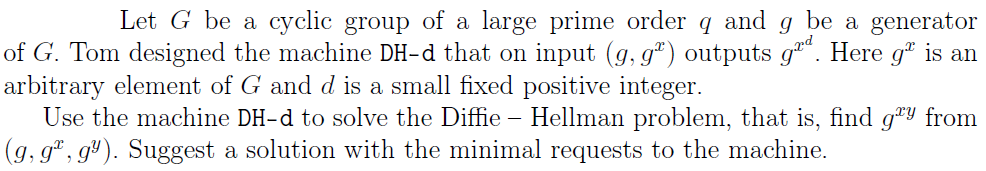 Let G be a cyclic group of a large prime order q and g be a generator
of G. Tom designed the machine DH-d that on input (g, g^x) outputs g^{x^d}. Here g^x is an
arbitrary element of G and d is a small fixed positive integer.
Use the machine DH-d to solve the Diffie – Hellman problem, that is, find g^{xy} from
(g, g^x, g^y). Suggest a solution with the minimal requests to the machine.